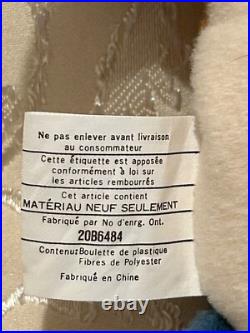 Ne pas enlever avant livraison
au consommateur
Cette étiquette est apposée
conformément à loi sur
les articles rembourrés
Cet article contient
MATÉRIAU NEUF SEULEMENT
Fabriqué par No d'enrg. Ont.
20B6484
Contenu:Boulette de plastique
Fibres de Polyester
Fabriqué en Chine